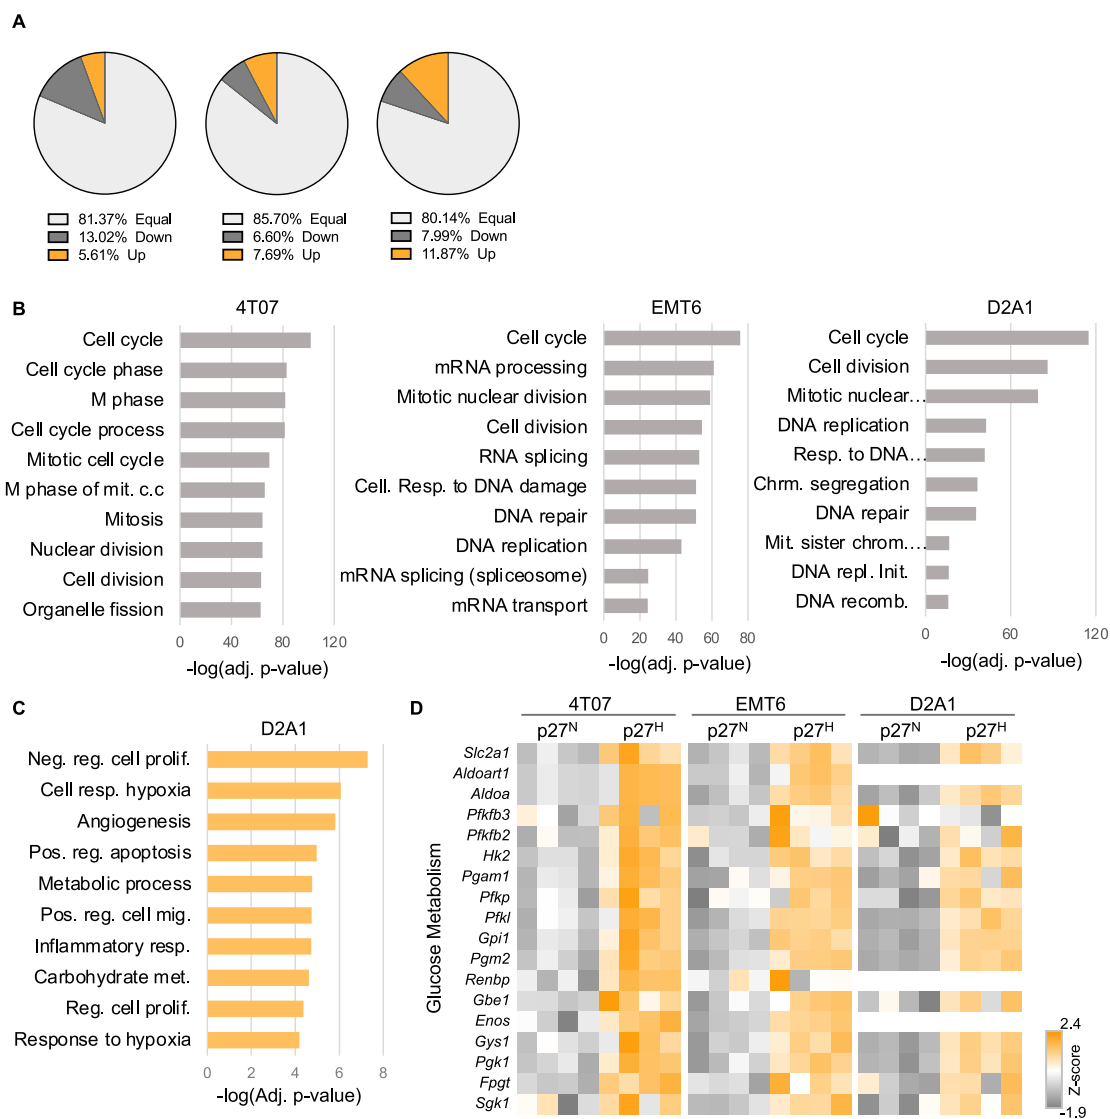 A
81.37% Equal
13.02% Down
5.61% Up
85.70% Equal
6.60% Down
7.69% Up
80.14% Equal
7.99% Down
11.87% Up
B
4T07
Cell cycle
Cell cycle phase
M phase
Cell cycle process
Mitotic cell cycle
M phase of mit. c.c
Mitosis
Nuclear division
Cell division
Organelle fission
0 40 80 120
-log(adj. p-value)
EMT6
Cell cycle
mRNA processing
Mitotic nuclear division
Cell division
RNA splicing
Cell. Resp. to DNA damage
DNA repair
DNA replication
mRNA splicing (spliceosome)
mRNA transport
0 20 40 60 80
-log(adj. p-value)
D2A1
Cell cycle
Cell division
Mitotic nuclear...
DNA replication
Resp. to DNA...
Chrm. segregation
DNA repair
Mit. sister chrom....
DNA repl. Init.
DNA recomb.
0 60 120
-log(adj. p-value)
C
D2A1
Neg. reg. cell prolif.
Cell resp. hypoxia
Angiogenesis
Pos. reg. apoptosis
Metabolic process
Pos. reg. cell mig.
Inflammatory resp.
Carbohydrate met.
Reg. cell prolif.
Response to hypoxia
0 2 4 6 8
-log(Adj. p-value)
D
4T07 EMT6 D2A1
p27N p27H p27N p27H p27N p27H
Glucose Metabolism
Slc2a1
Aldoart1
Aldoa
Pfkfb3
Pfkfb2
Hk2
Pgam1
Pfkp
Pfkl
Gpi1
Pgm2
Renbp
Gbe1
Enos
Gys1
Pgk1
Fpgt
Sgk1
2.4
Z-score
-1.9